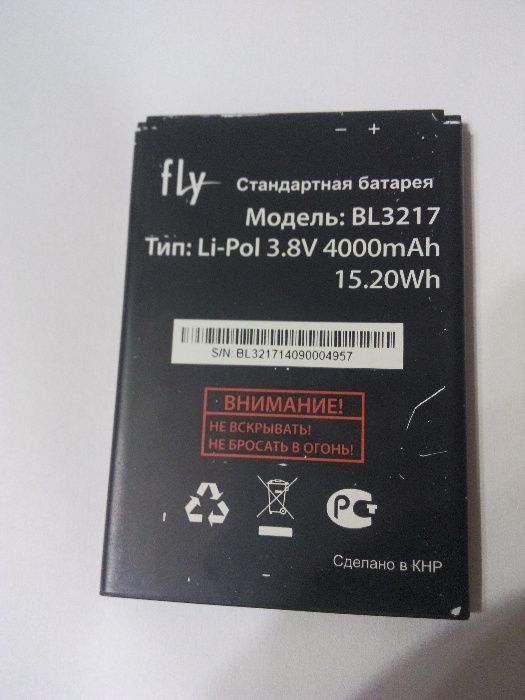 − +
fly Стандартная батарея
Модель: BL3217
Тип: Li-Pol 3.8V 4000mAh
15.20Wh
S/N: BL321714090004957
ВНИМАНИЕ!
НЕ ВСКРЫВАТЬ!
НЕ БРОСАТЬ В ОГОНЬ!
РСТ
Сделано в КНР